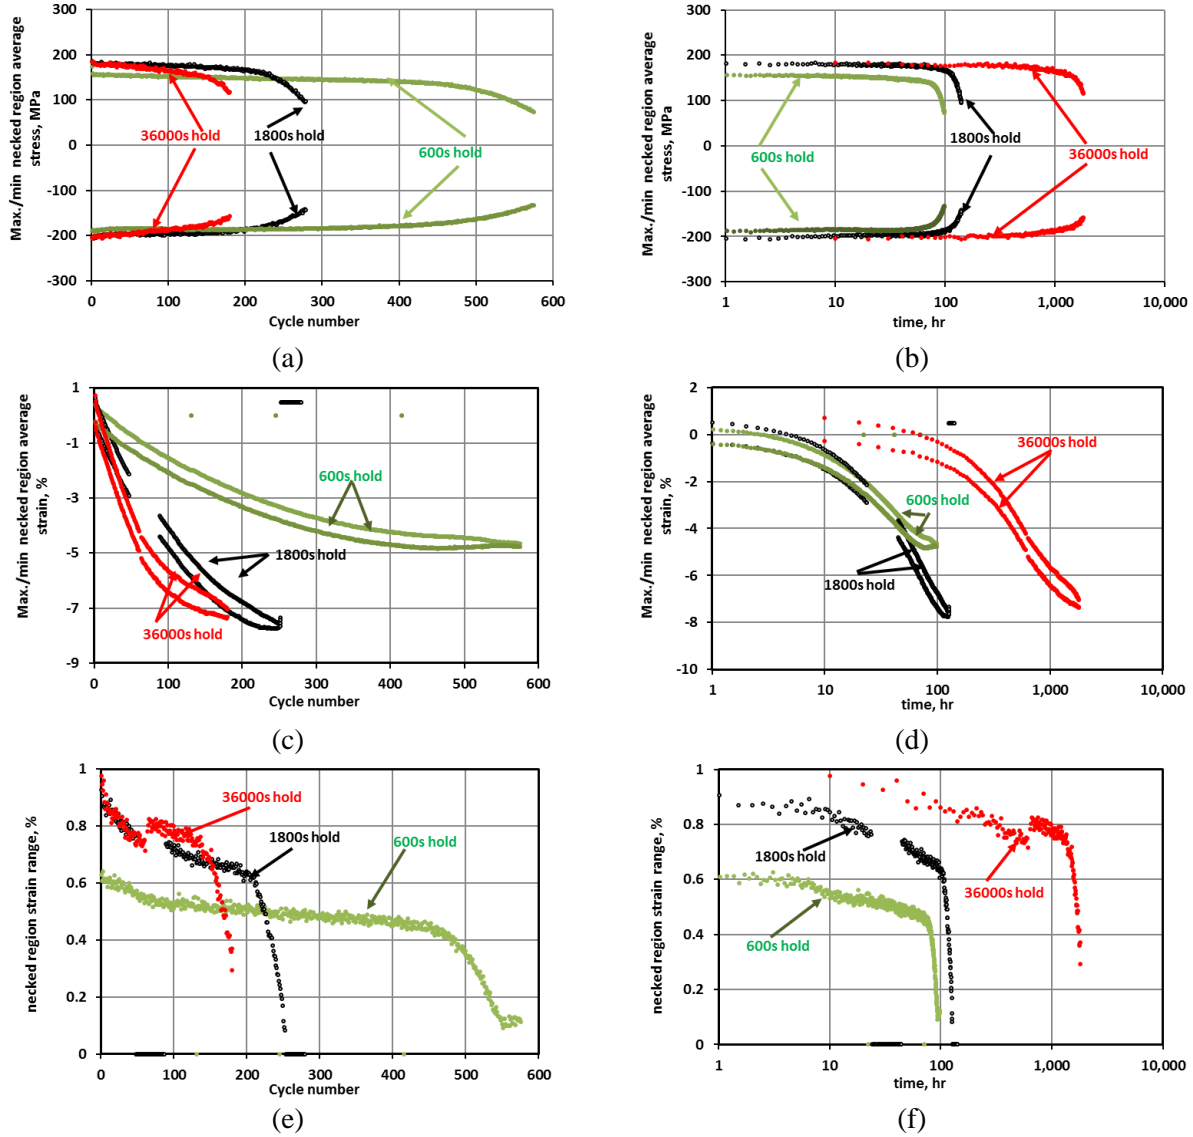 Max./min necked region average
stress, MPa
300
200
100
0
-100
-200
-300
36000s hold
1800s hold
600s hold
0
100
200
300
400
500
600
Cycle number
(a)
Max./min necked region average
stress, MPa
300
200
100
0
-100
-200
-300
600s hold
1800s hold
36000s hold
1
10
100
1,000
10,000
time, hr
(b)
Max./min necked region average
strain, %
1
-1
-3
-5
-7
-9
600s hold
1800s hold
36000s hold
0
100
200
300
400
500
600
Cycle number
(c)
Max./min necked region average
strain, %
2
0
-2
-4
-6
-8
-10
36000s hold
600s hold
1800s hold
1
10
100
1,000
10,000
time, hr
(d)
necked region strain range, %
1
0.8
0.6
0.4
0.2
0
36000s hold
1800s hold
600s hold
0
100
200
300
400
500
600
Cycle number
(e)
necked region strain range, %
1
0.8
0.6
0.4
0.2
0
1800s hold
36000s hold
600s hold
1
10
100
1,000
10,000
time, hr
(f)